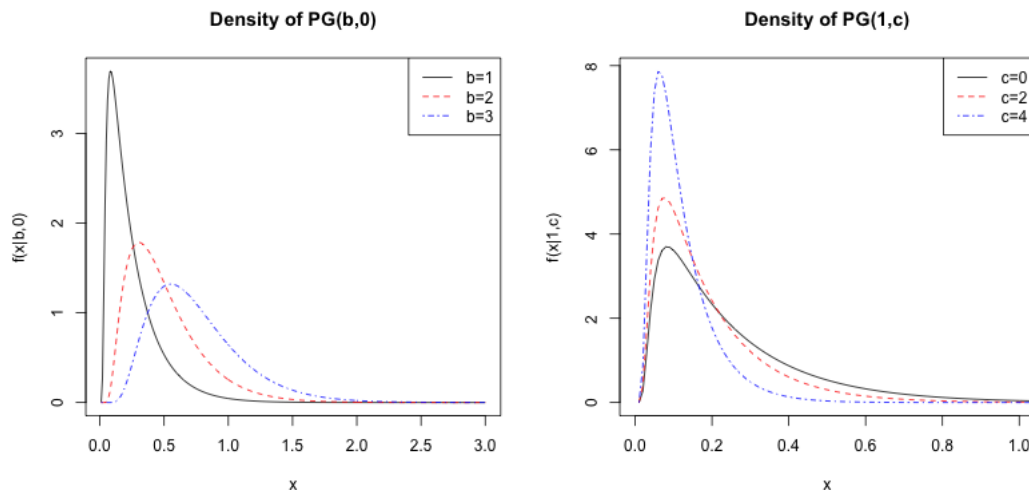 Density of PG(b,0)
b=1
b=2
b=3
3
2
1
0
f(x|b,0)
0.0 0.5 1.0 1.5 2.0 2.5 3.0
x
Density of PG(1,c)
c=0
c=2
c=4
8
6
4
2
0
f(x|1,c)
0.0 0.2 0.4 0.6 0.8 1.0
x